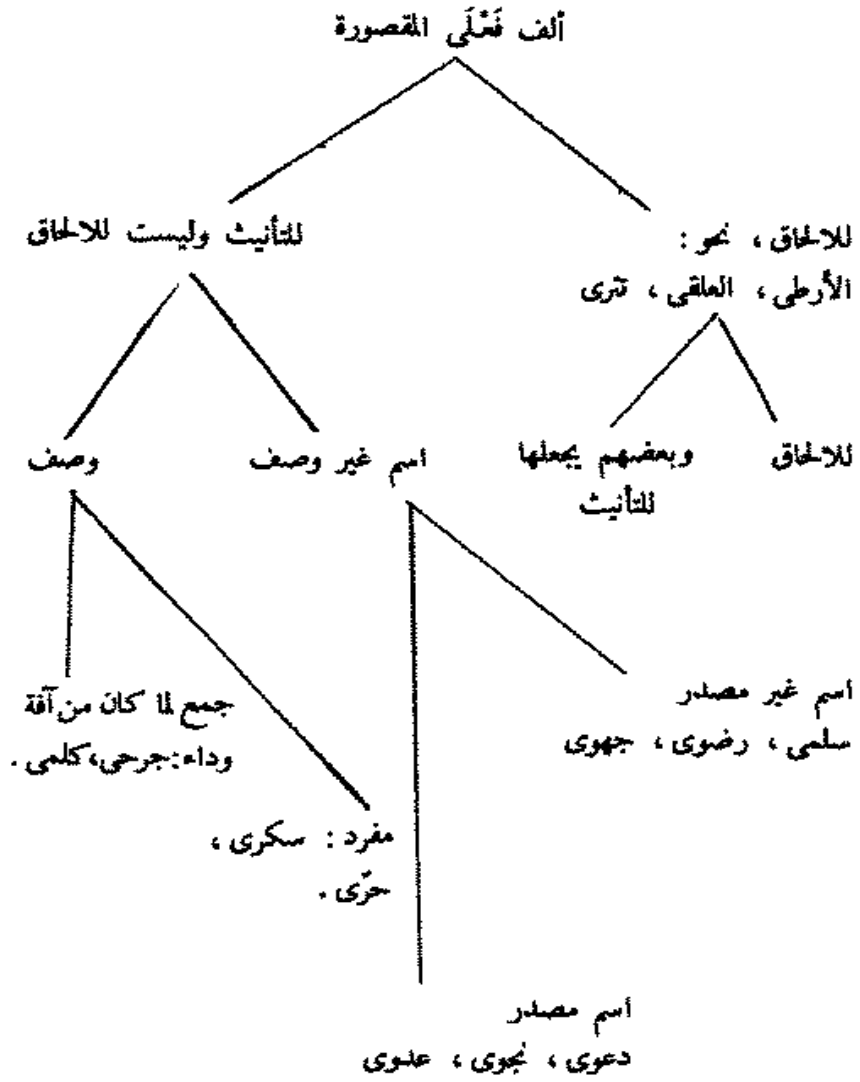 ألف فَعْلَى المقصورة
للالحاق ، نحو :
الأرطى ، العلقى ، تترى
للتأنيث وليست للالحاق
للالحاق
وبعضهم يجعلها
للتأنيث
اسم غير وصف
وصف
اسم غير مصدر
سلمى ، رضوى ، جهوى
جمع لما كان من آفة
وداء:جرحى،كلمى .
مفرد : سكرى ،
حرّى .
اسم مصدر
دعوى ، نجوى ، عدوى